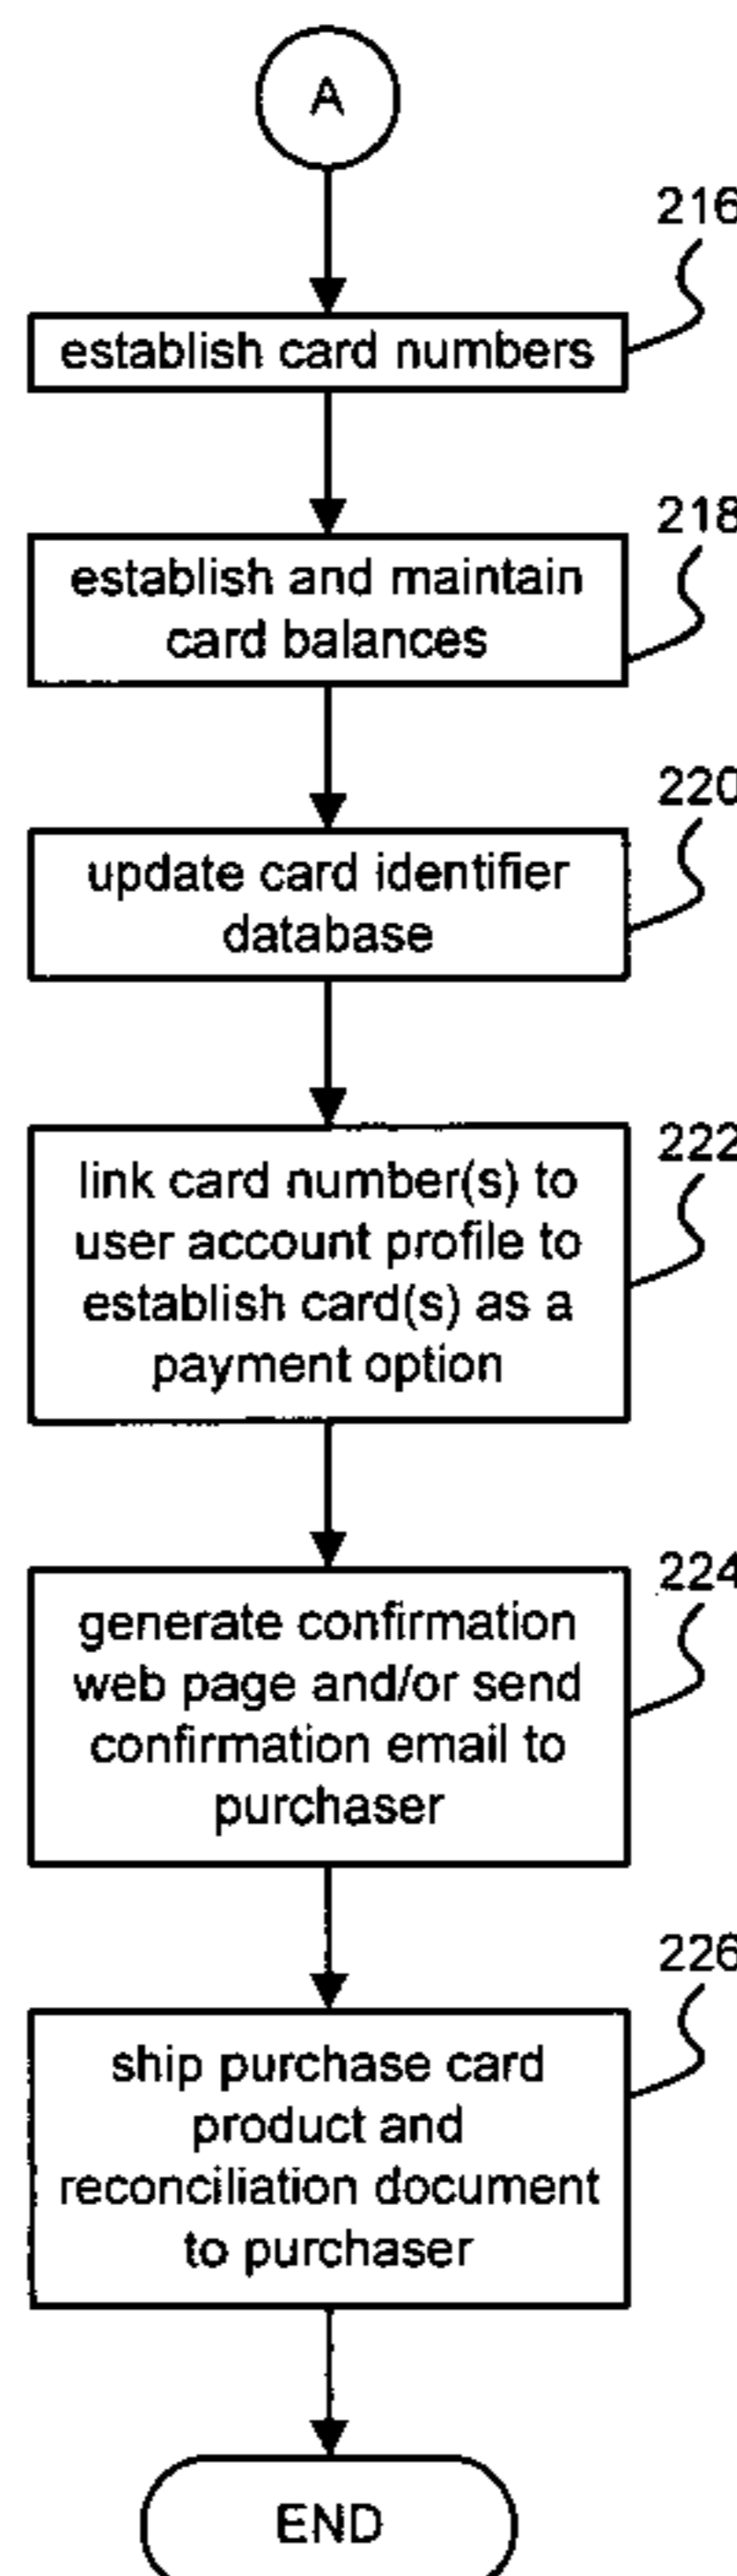 A
216
establish card numbers
218
establish and maintain
card balances
220
update card identifier
database
222
link card number(s) to
user account profile to
establish card(s) as a
payment option
224
generate confirmation
web page and/or send
confirmation email to
purchaser
226
ship purchase card
product and
reconciliation document
to purchaser
END